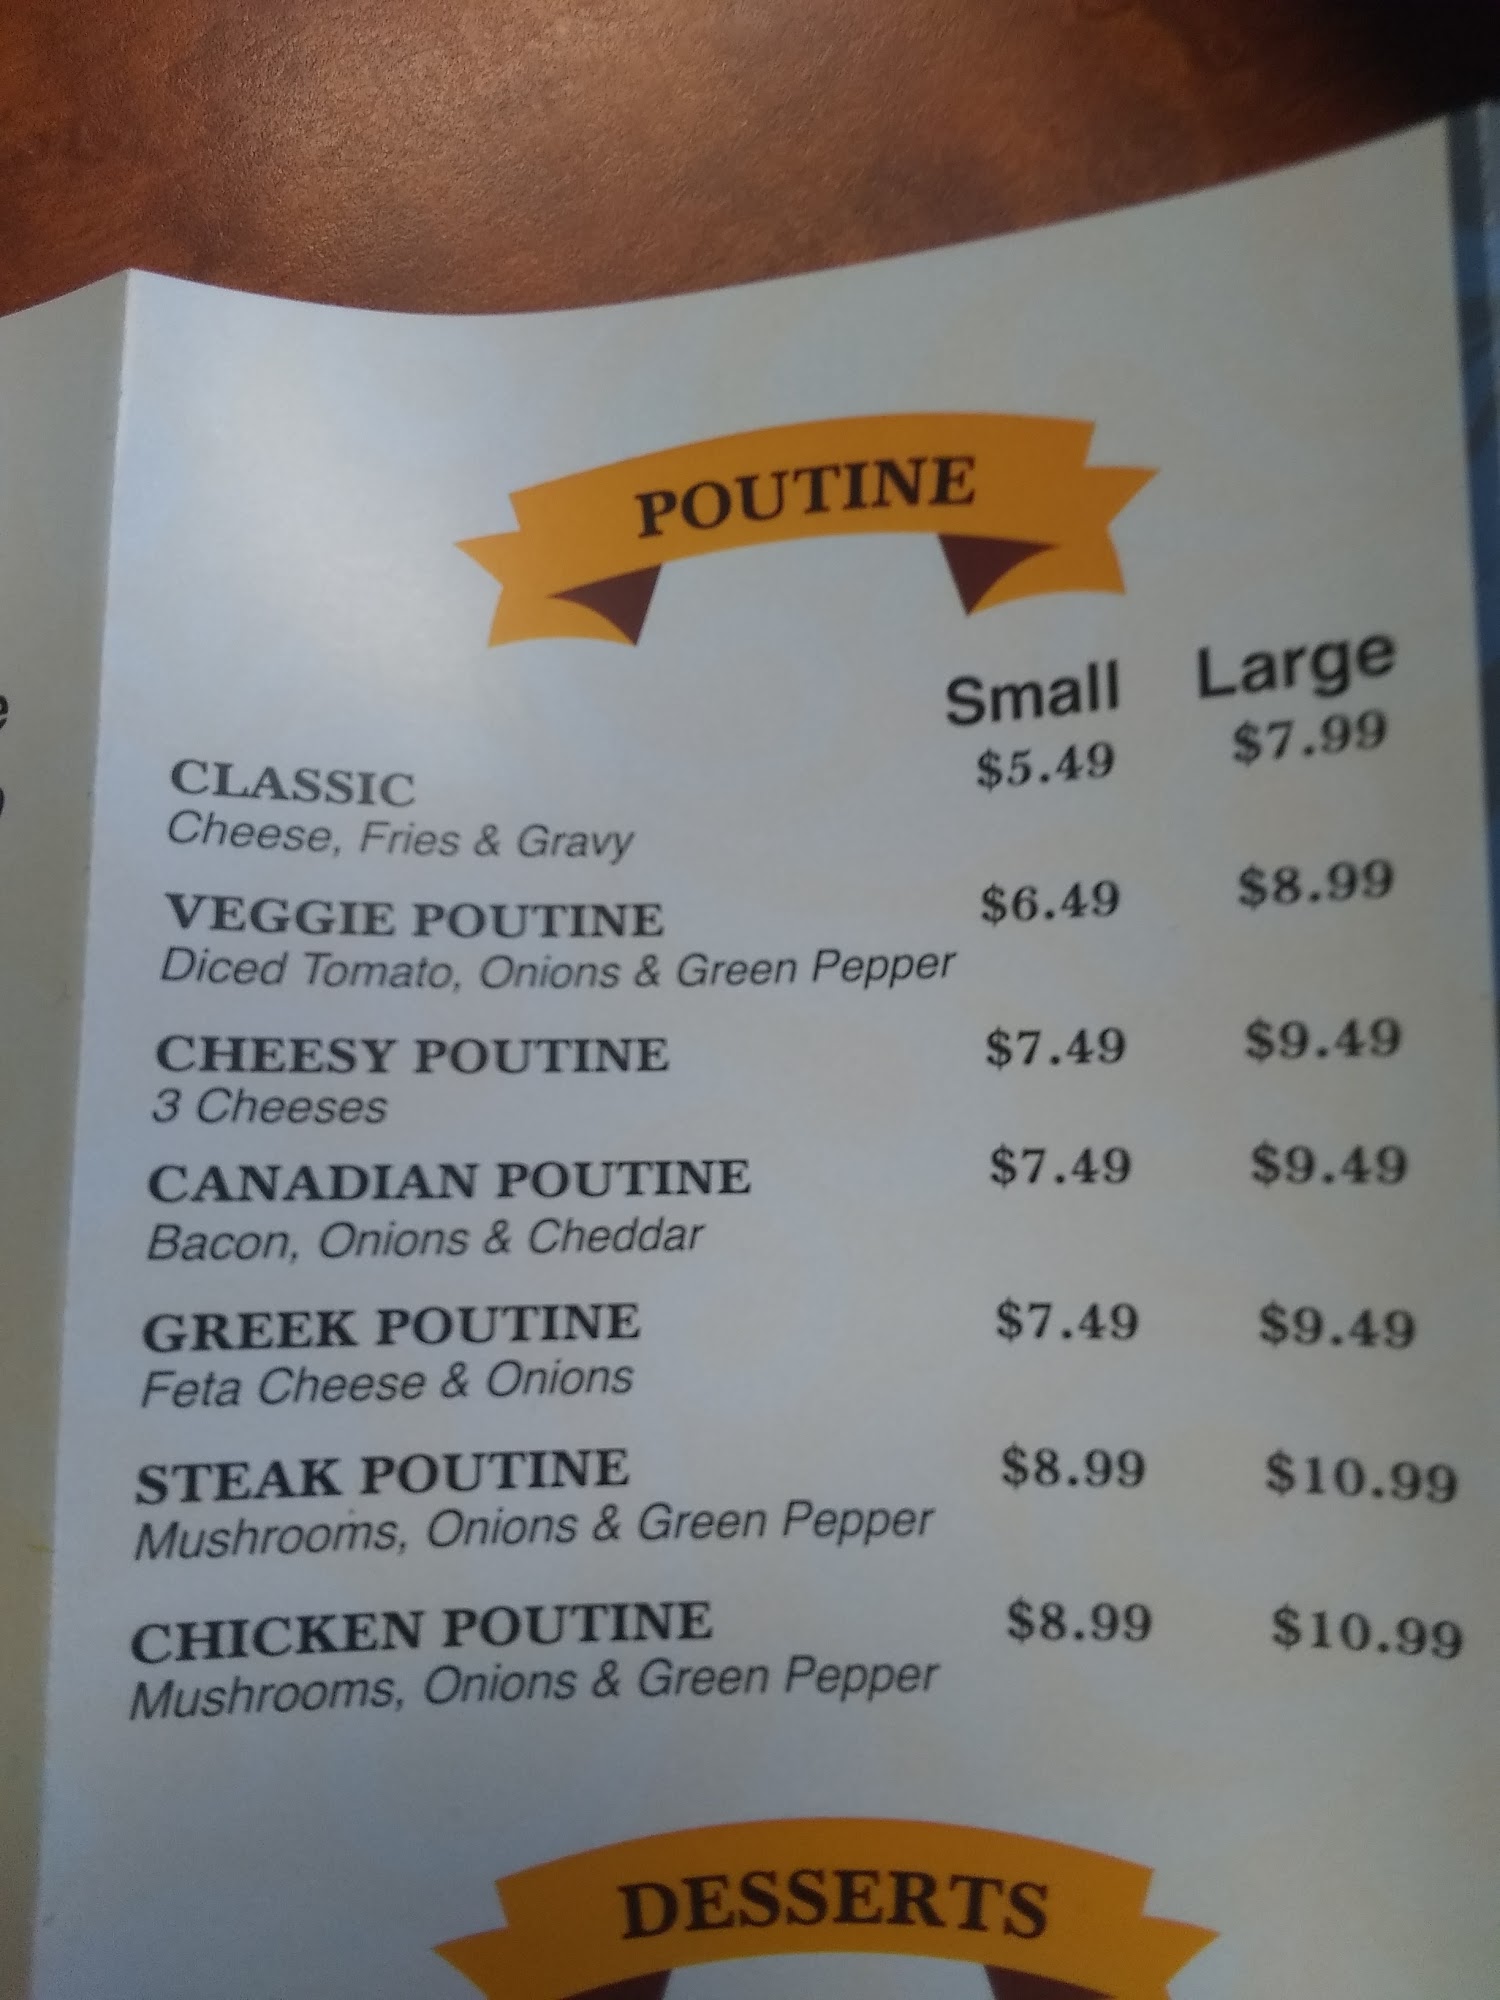 POUTINE
Small Large
CLASSIC $5.49 $7.99
Cheese, Fries & Gravy
VEGGIE POUTINE $6.49 $8.99
Diced Tomato, Onions & Green Pepper
CHEESY POUTINE $7.49 $9.49
3 Cheeses
CANADIAN POUTINE $7.49 $9.49
Bacon, Onions & Cheddar
GREEK POUTINE $7.49 $9.49
Feta Cheese & Onions
STEAK POUTINE $8.99 $10.99
Mushrooms, Onions & Green Pepper
CHICKEN POUTINE $8.99 $10.99
Mushrooms, Onions & Green Pepper
DESSERTS